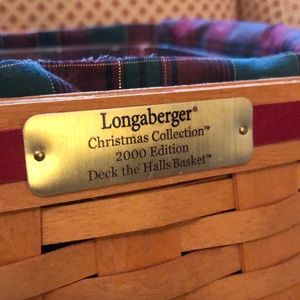 Longaberger®
Christmas Collection™
2000 Edition
Deck the Halls Basket™